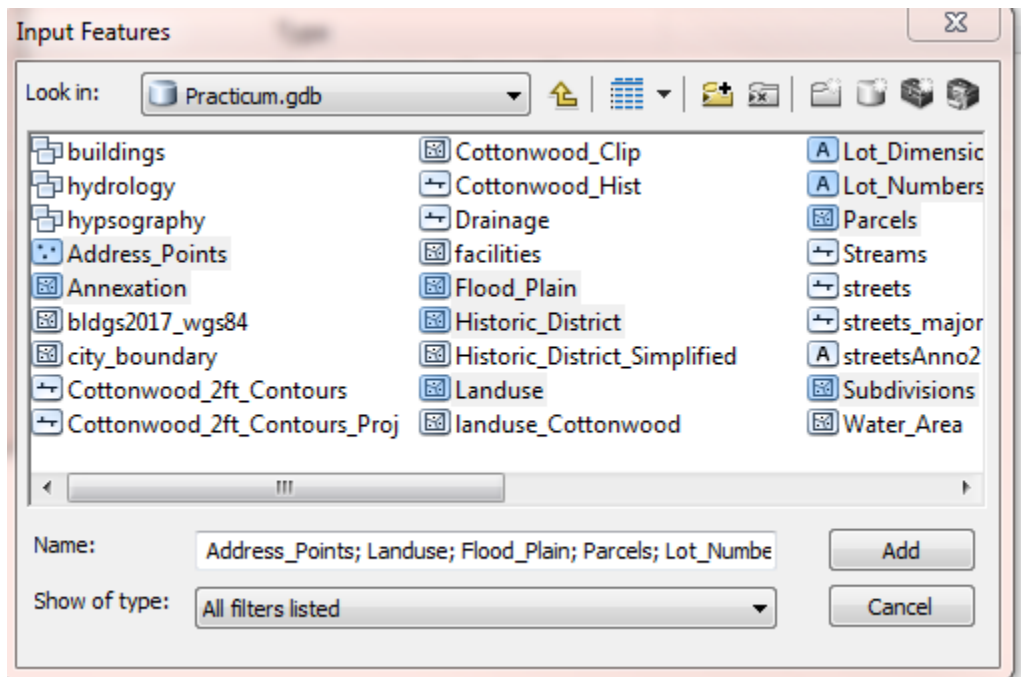 Input Features
Look in: Practicum.gdb
buildings
hydrology
hypsography
Address_Points
Annexation
bldgs2017_wgs84
city_boundary
Cottonwood_2ft_Contours
Cottonwood_2ft_Contours_Proj
Cottonwood_Clip
Cottonwood_Hist
Drainage
facilities
Flood_Plain
Historic_District
Historic_District_Simplified
Landuse
landuse_Cottonwood
A Lot_Dimensic
A Lot_Numbers
Parcels
Streams
streets
streets_major
A streetsAnno2
Subdivisions
Water_Area
Name: Address_Points; Landuse; Flood_Plain; Parcels; Lot_Numbe Add
Show of type: All filters listed Cancel